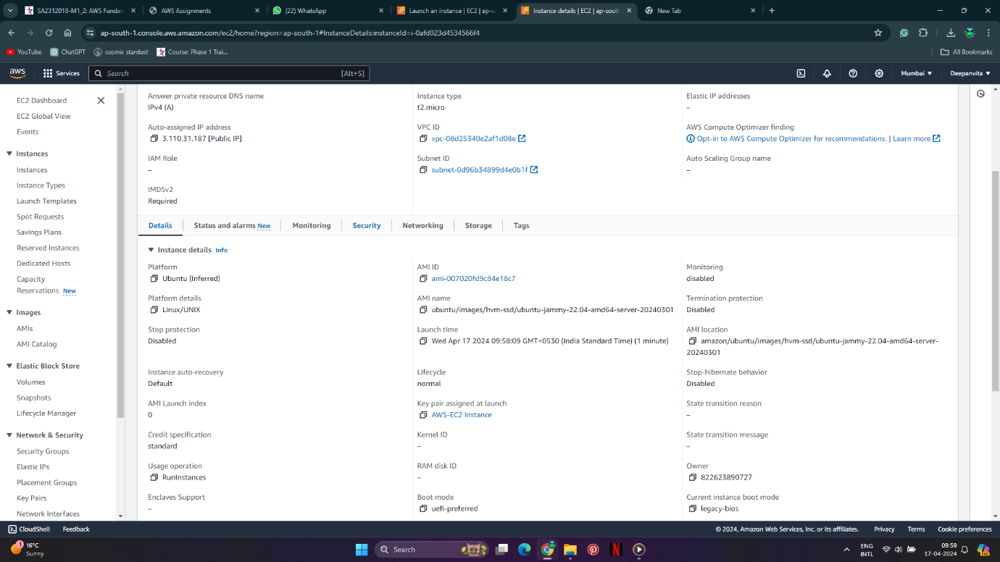 SA2312018-M1_2: AWS Fundan
AWS Assignments
(22) WhatsApp
Launch an instance | EC2 | ap-s
Instance details | EC2 | ap-sout
New Tab
ap-south-1.console.aws.amazon.com/ec2/home?region=ap-south-1#InstanceDetails:instanceId=i-0afd023d4534566f4
YouTube
ChatGPT
cosmic stardust
Course: Phase 1 Trai...
All Bookmarks
aws
Services
Search
[Alt+S]
Mumbai
Deepanvita
EC2 Dashboard
EC2 Global View
Events
Instances
Instances
Instance Types
Launch Templates
Spot Requests
Savings Plans
Reserved Instances
Dedicated Hosts
Capacity
Reservations New
Images
AMIs
AMI Catalog
Elastic Block Store
Volumes
Snapshots
Lifecycle Manager
Network & Security
Security Groups
Elastic IPs
Placement Groups
Key Pairs
Network Interfaces
Answer private resource DNS name
IPv4 (A)
Instance type
t2.micro
Elastic IP addresses
–
Auto-assigned IP address
3.110.31.187 [Public IP]
VPC ID
vpc-08d25340e2af1d08e
AWS Compute Optimizer finding
Opt-in to AWS Compute Optimizer for recommendations. | Learn more
IAM Role
–
Subnet ID
subnet-0d96b34899d4e0b1f
Auto Scaling Group name
–
IMDSv2
Required
Details
Status and alarms New
Monitoring
Security
Networking
Storage
Tags
Instance details Info
Platform
Ubuntu (Inferred)
AMI ID
ami-007020fd9c84e18c7
Monitoring
disabled
Platform details
Linux/UNIX
AMI name
ubuntu/images/hvm-ssd/ubuntu-jammy-22.04-amd64-server-20240301
Termination protection
Disabled
Stop protection
Disabled
Launch time
Wed Apr 17 2024 09:58:09 GMT+0530 (India Standard Time) (1 minute)
AMI location
amazon/ubuntu/images/hvm-ssd/ubuntu-jammy-22.04-amd64-server-
20240301
Instance auto-recovery
Default
Lifecycle
normal
Stop-hibernate behavior
Disabled
AMI Launch index
0
Key pair assigned at launch
AWS-EC2 Instance
State transition reason
–
Credit specification
standard
Kernel ID
–
State transition message
–
Usage operation
RunInstances
RAM disk ID
–
Owner
822623890727
Enclaves Support
–
Boot mode
uefi-preferred
Current instance boot mode
legacy-bios
CloudShell
Feedback
© 2024, Amazon Web Services, Inc. or its affiliates.
Privacy
Terms
Cookie preferences
1
16°C
Sunny
Search
ENG
INTL
09:59
17-04-2024
PRE